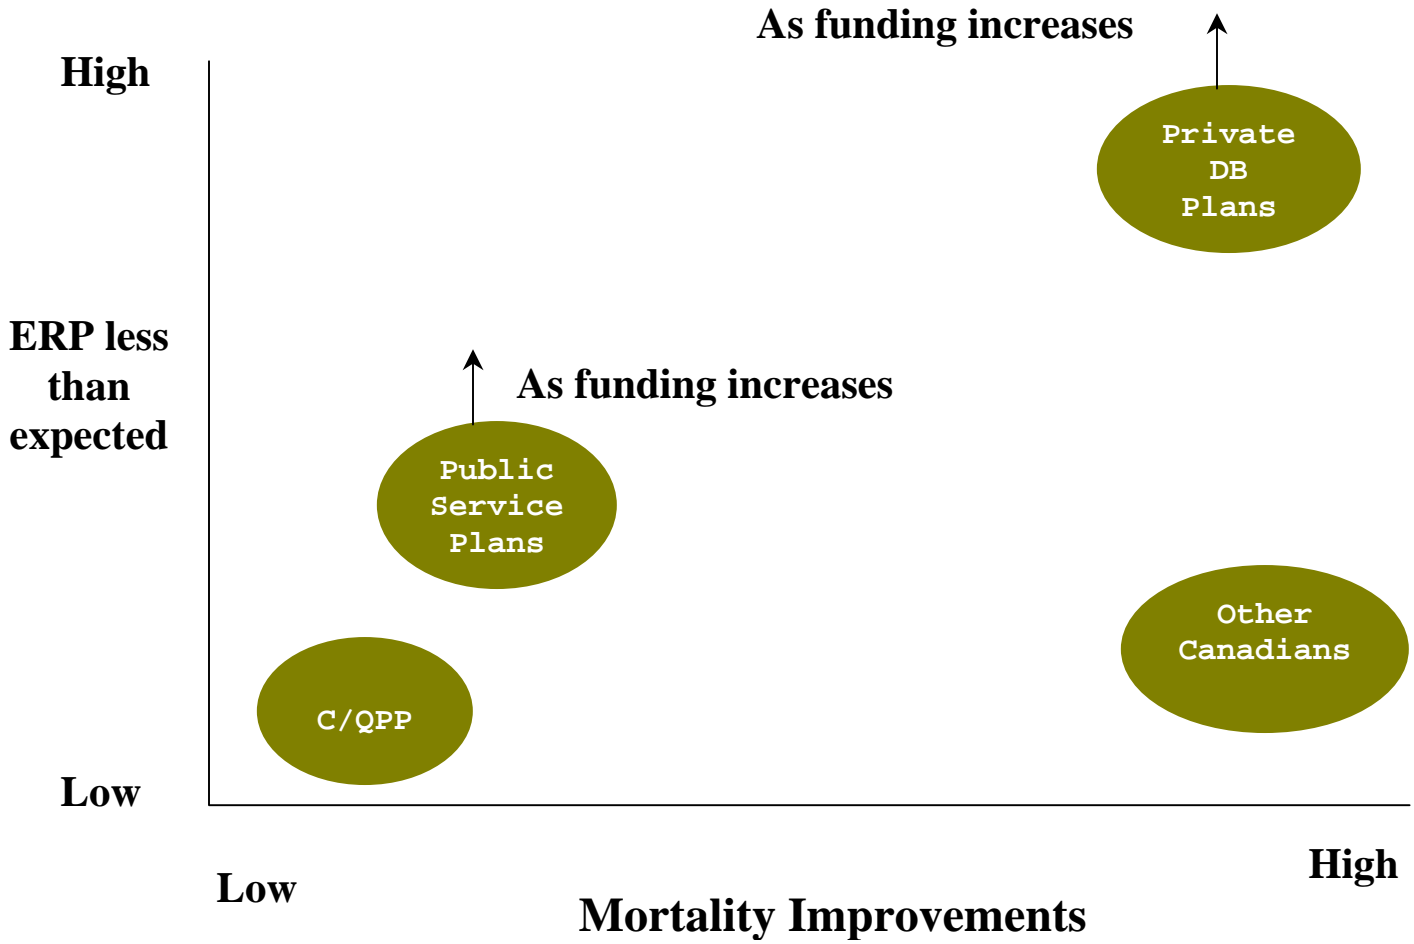 As funding increases
High
Private
DB
Plans
ERP less
than
expected
As funding increases
Public
Service
Plans
Other
Canadians
C/QPP
Low
High
Low
Mortality Improvements